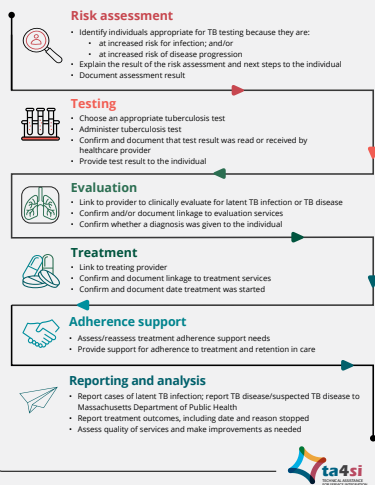 Risk assessment
• Identify individuals appropriate for TB testing because they are:
• at increased risk for infection; and/or
• at increased risk of disease progression
• Explain the result of the risk assessment and next steps to the individual
• Document assessment result
Testing
• Choose an appropriate tuberculosis test
• Administer tuberculosis test
• Confirm and document that test result was read or received by
healthcare provider
• Provide test result to the individual
Evaluation
• Link to provider to clinically evaluate for latent TB infection or TB disease
• Confirm and/or document linkage to evaluation services
• Confirm whether a diagnosis was given to the individual
Treatment
• Link to treating provider
• Confirm and document linkage to treatment services
• Confirm and document date treatment was started
Adherence support
• Assess/reassess treatment adherence support needs
• Provide support for adherence to treatment and retention in care
Reporting and analysis
• Report cases of latent TB infection; report TB disease/suspected TB disease to
Massachusetts Department of Public Health
• Report treatment outcomes, including date and reason stopped
• Assess quality of services and make improvements as needed
ta4si
TECHNICAL ASSISTANCE
FOR SERVICE INTEGRATION